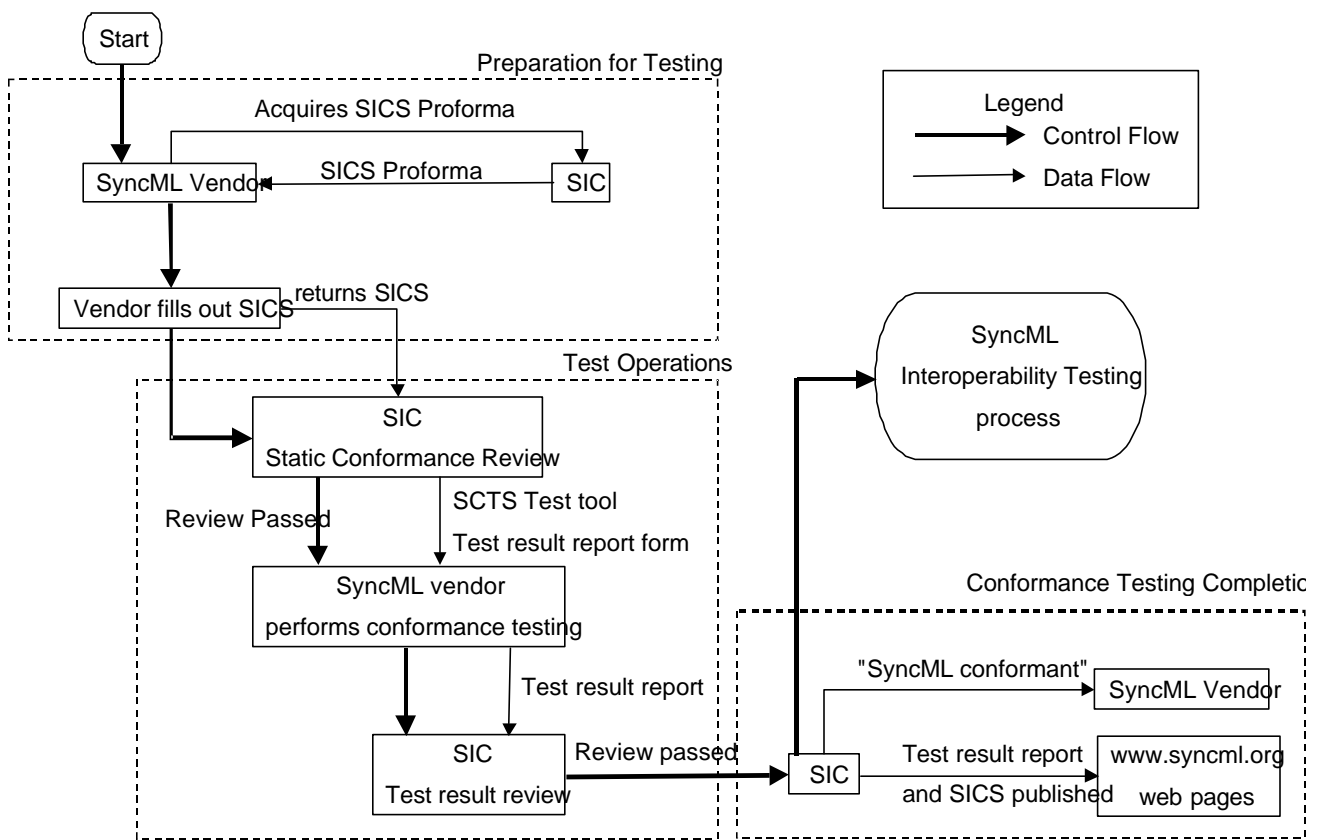 Start
Preparation for Testing
Acquires SICS Proforma
SICS Proforma
SyncML Vendor
SIC
Legend
Control Flow
Data Flow
Vendor fills out SICS
returns SICS
Test Operations
SIC
Static Conformance Review
SyncML
Interoperability Testing
process
Review Passed
SCTS Test tool
Test result report form
SyncML vendor
performs conformance testing
Test result report
SIC
Test result review
Review passed
Conformance Testing Completio
"SyncML conformant"
SyncML Vendor
SIC
Test result report
and SICS published
www.syncml.org
web pages